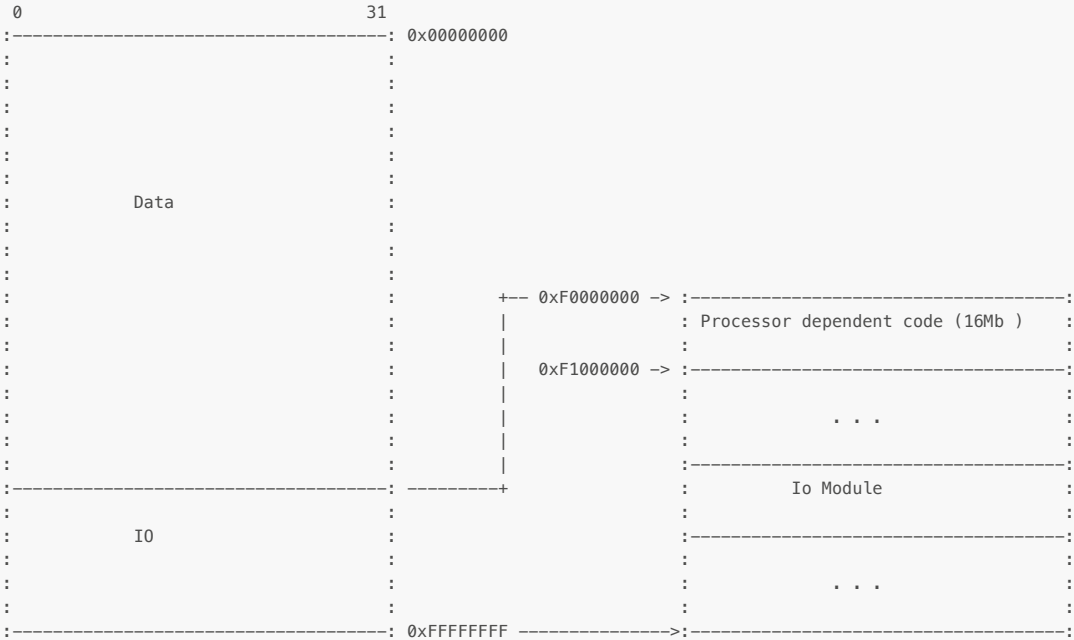 0                                  31
:-------------------------------------: 0x00000000
:                                     :
:                                     :
:                                     :
:                                     :
:                                     :
:                                     :
:            Data                     :
:                                     :
:                                     :
:                                     :
:                                     :          +-- 0xF0000000 -> :-------------------------------------:
:                                     :          |                 : Processor dependent code (16Mb )    :
:                                     :          |                 :                                     :
:                                     :          |   0xF1000000 -> :-------------------------------------:
:                                     :          |                 :                                     :
:                                     :          |                 :              . . .                  :
:                                     :          |                 :                                     :
:                                     :          |                 :-------------------------------------:
:-------------------------------------: ---------+                 :          Io Module                  :
:                                     :                            :                                     :
:            IO                       :                            :-------------------------------------:
:                                     :                            :                                     :
:                                     :                            :              . . .                  :
:                                     :                            :                                     :
:-------------------------------------: 0xFFFFFFFF --------------->:-------------------------------------: